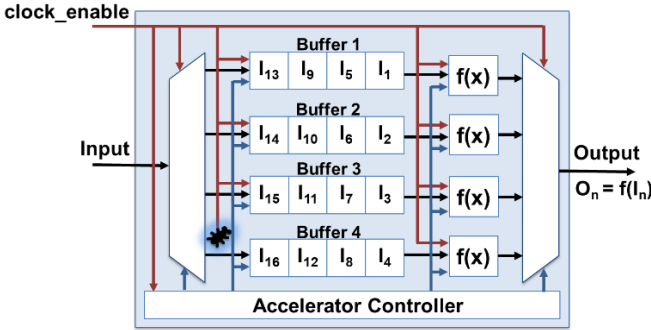 clock_enable
Buffer 1
I₁₃ I₉ I₅ I₁ f(x)
Buffer 2
I₁₄ I₁₀ I₆ I₂ f(x)
Input
Output
Oₙ = f(Iₙ)
Buffer 3
I₁₅ I₁₁ I₇ I₃ f(x)
Buffer 4
I₁₆ I₁₂ I₈ I₄ f(x)
Accelerator Controller